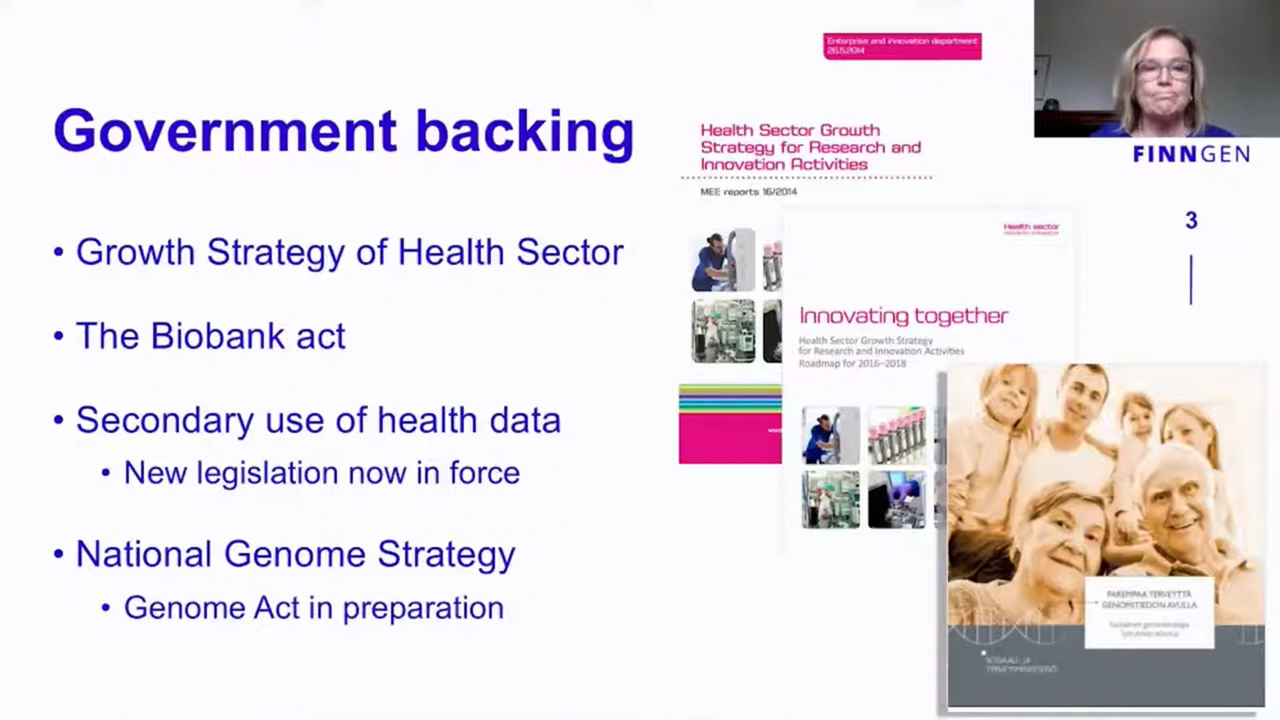 Government backing
• Growth Strategy of Health Sector
• The Biobank act
• Secondary use of health data
• New legislation now in force
• National Genome Strategy
• Genome Act in preparation
Enterprise and innovation department
26.5.2014
Health Sector Growth
Strategy for Research and
Innovation Activities
MEE reports 16/2014
Health sector
Innovating together
Health Sector Growth Strategy
for Research and Innovation Activities
Roadmap for 2016–2018
PAREMPAA TERVEYTTÄ
GENOMITIEDON AVULLA
SOSIAALI- JA
TERVEYSMINISTERIÖ
FINNGEN
3